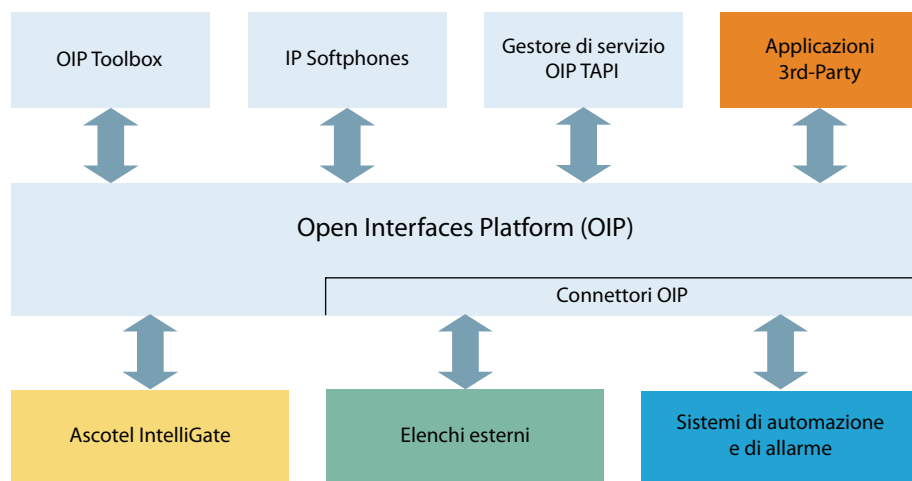 OIP Toolbox
IP Softphones
Gestore di servizio
OIP TAPI
Applicazioni
3rd-Party
Open Interfaces Platform (OIP)
Connettori OIP
Ascotel IntelliGate
Elenchi esterni
Sistemi di automazione
e di allarme